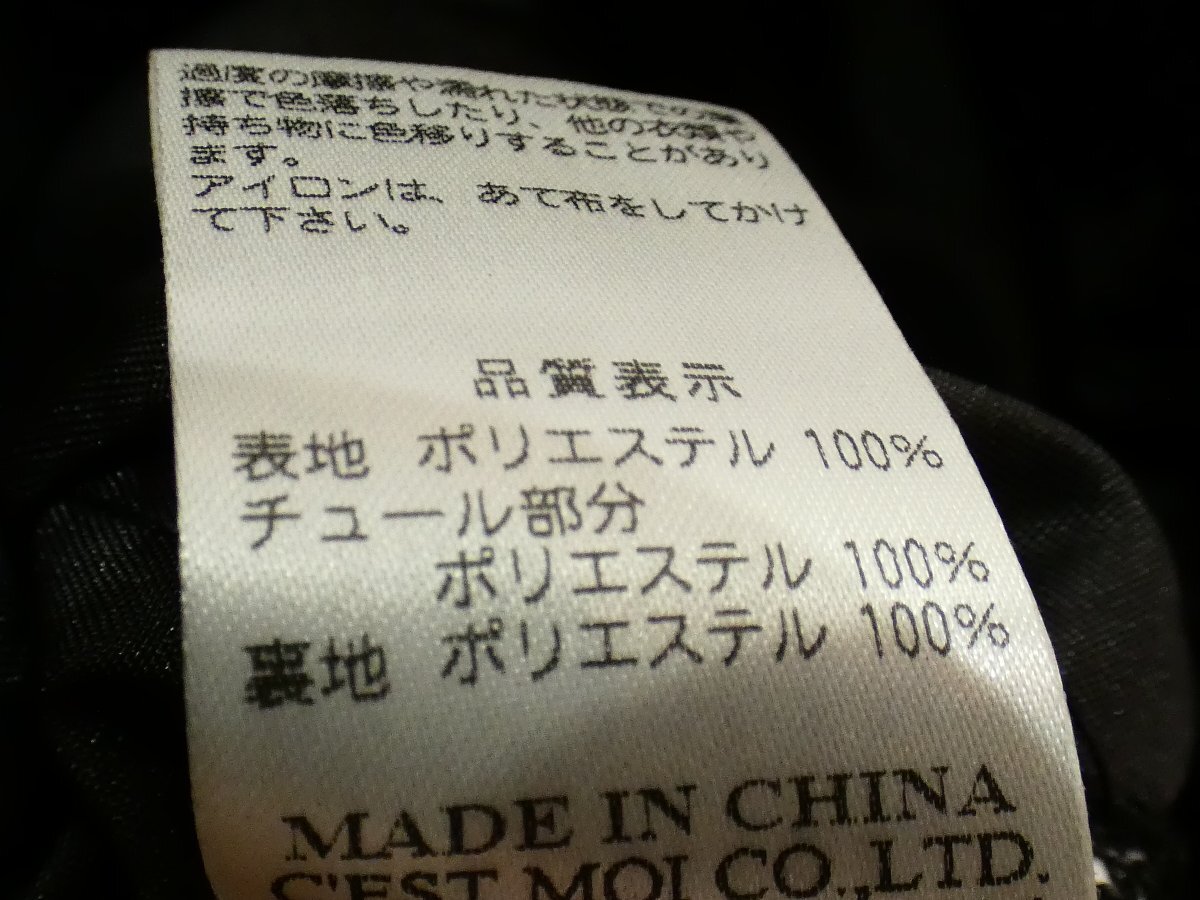 過度の摩擦や濡れた状態での摩
擦で色落ちしたり、他の衣類や
持ち物に色移りすることがあり
ます。
アイロンは、あて布をしてかけ
て下さい。
品質表示
表地 ポリエステル 100%
チュール部分
ポリエステル 100%
裏地 ポリエステル 100%
MADE IN CHINA
C'EST MOI CO.,LTD.